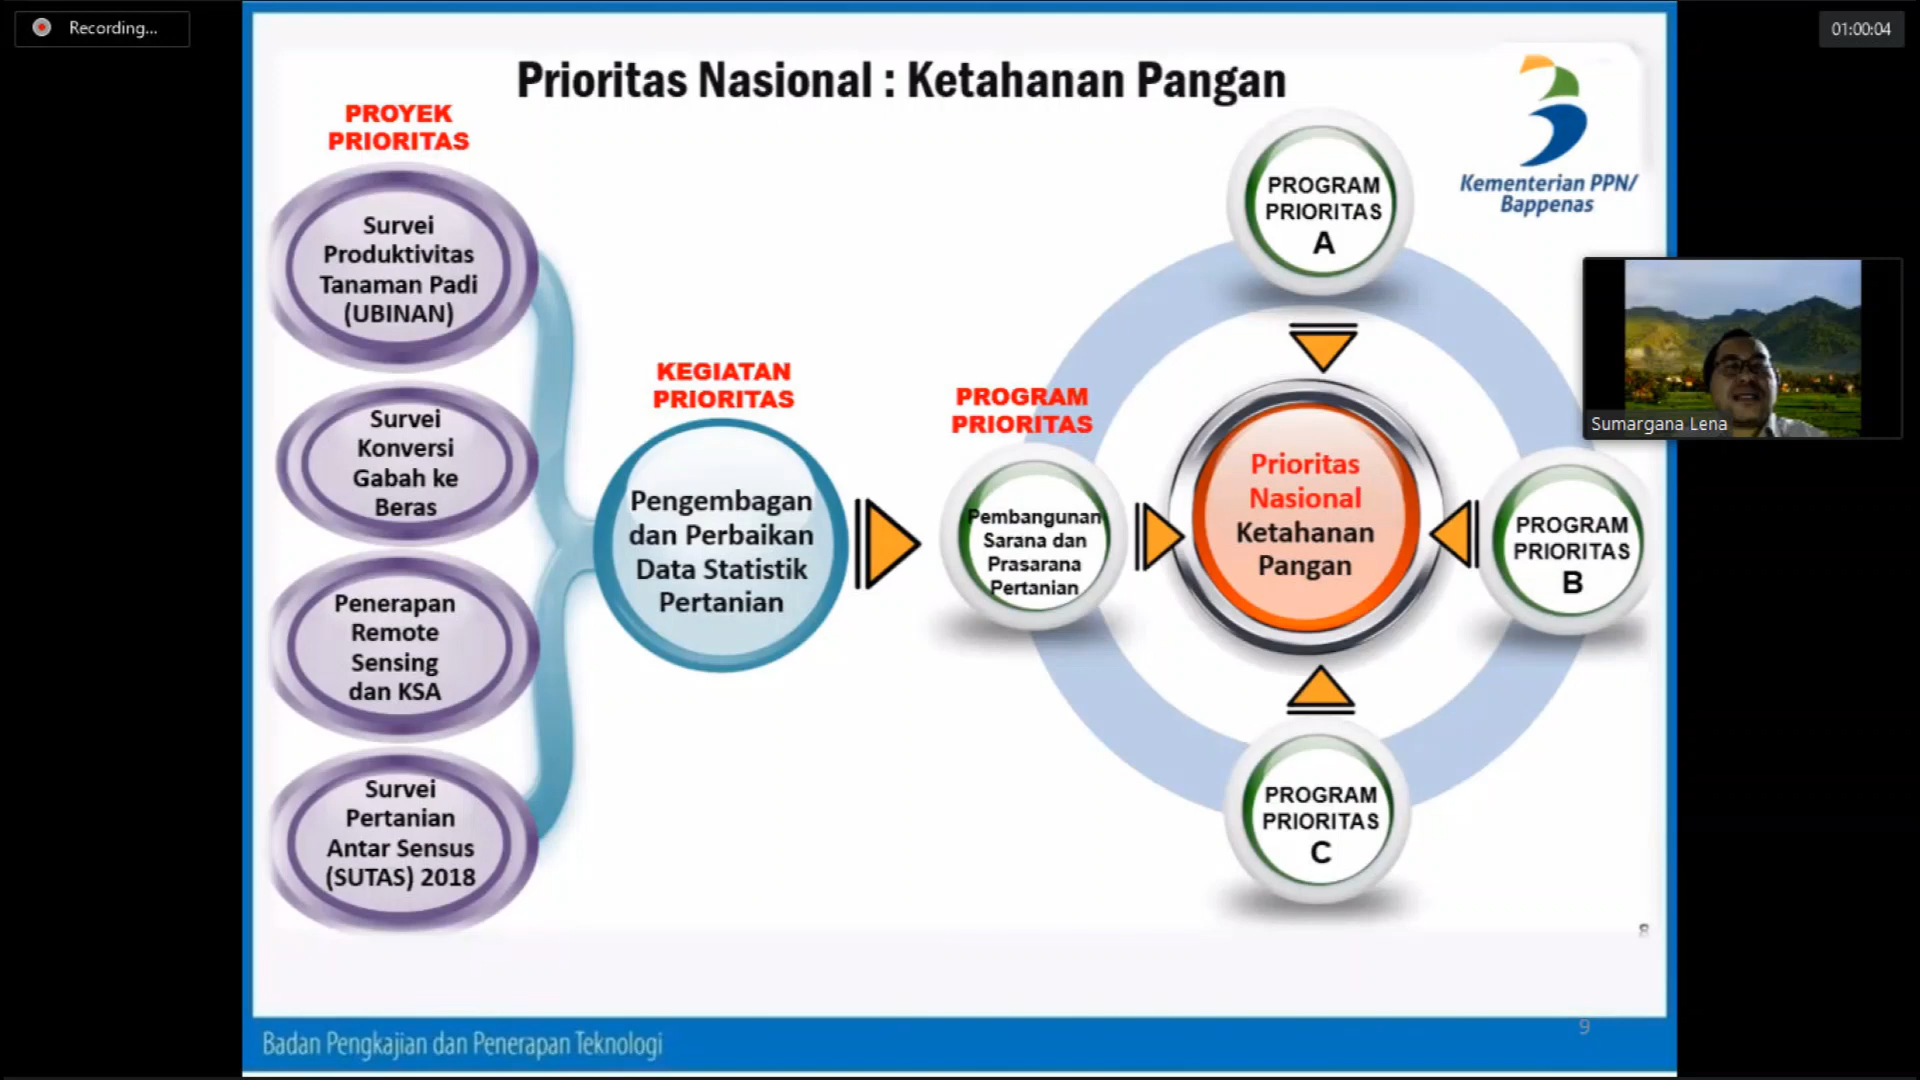 Recording...
01:00:04
Prioritas Nasional : Ketahanan Pangan
Kementerian PPN/
Bappenas
PROYEK
PRIORITAS
Survei
Produktivitas
Tanaman Padi
(UBINAN)
Survei
Konversi
Gabah ke
Beras
Penerapan
Remote
Sensing
dan KSA
Survei
Pertanian
Antar Sensus
(SUTAS) 2018
KEGIATAN
PRIORITAS
Pengembagan
dan Perbaikan
Data Statistik
Pertanian
PROGRAM
PRIORITAS
Pembangunan
Sarana dan
Prasarana
Pertanian
PROGRAM
PRIORITAS
A
Prioritas
Nasional
Ketahanan
Pangan
PROGRAM
PRIORITAS
B
PROGRAM
PRIORITAS
C
Sumargana Lena
8
9
Badan Pengkajian dan Penerapan Teknologi